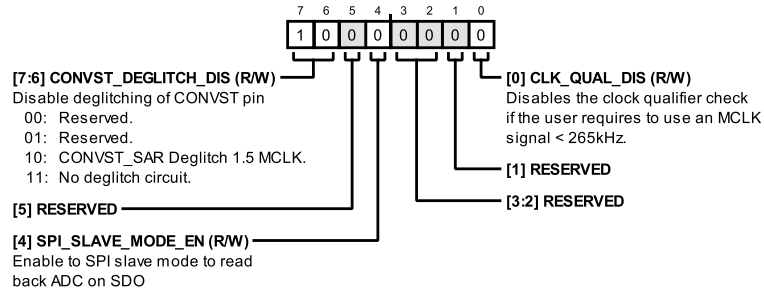 7 6 5 4 3 2 1 0
1 0 0 0 0 0 0 0
[7:6] CONVST_DEGLITCH_DIS (R/W)
Disable deglitching of CONVST pin
00: Reserved.
01: Reserved.
10: CONVST_SAR Deglitch 1.5 MCLK.
11: No deglitch circuit.
[5] RESERVED
[4] SPI_SLAVE_MODE_EN (R/W)
Enable to SPI slave mode to read
back ADC on SDO
[0] CLK_QUAL_DIS (R/W)
Disables the clock qualifier check
if the user requires to use an MCLK
signal < 265kHz.
[1] RESERVED
[3:2] RESERVED